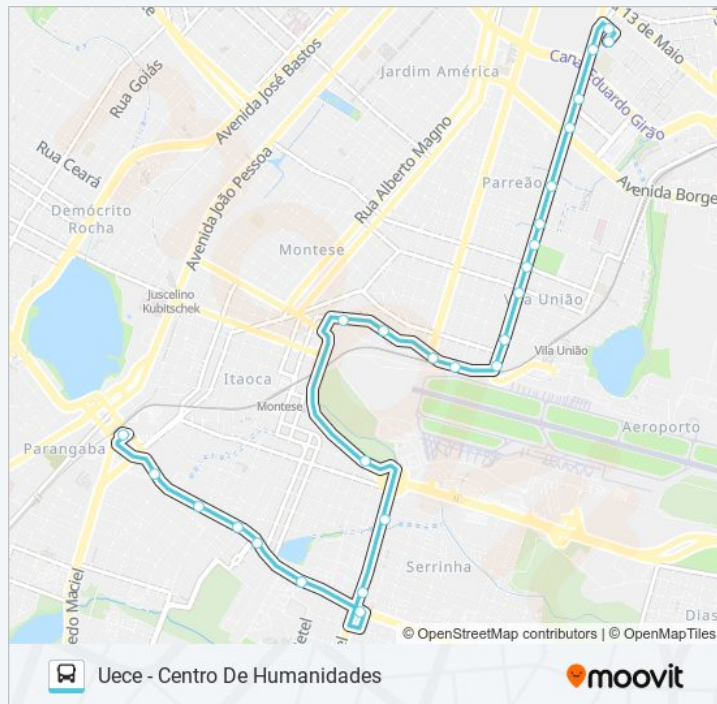 13 de Maio
Canal Eduardo Girão
Jardim América
Avenida José Bastos
Rua Goiás
Rua Ceará
Rua Alberto Magno
Avenida João Pessoa
Parreão
Avenida Borge
Demócrito
Rocha
Montese
Juscelino
Kubitschek
Vila União
Vila União
Itaoca
Montese
Aeroporto
Parangaba
Serrinha
edo Maciel
etel
el
Dias
© OpenStreetMap contributors | © OpenMapTiles
Uece - Centro De Humanidades
moovit